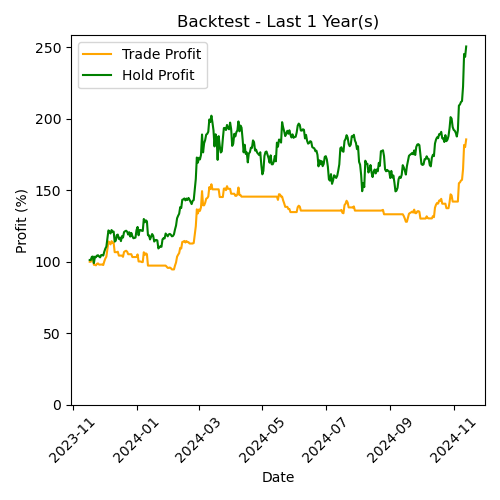 Backtest - Last 1 Year(s)
Trade Profit
Hold Profit
Profit (%)
250
200
150
100
50
0
2023-11
2024-01
2024-03
2024-05
2024-07
2024-09
2024-11
Date